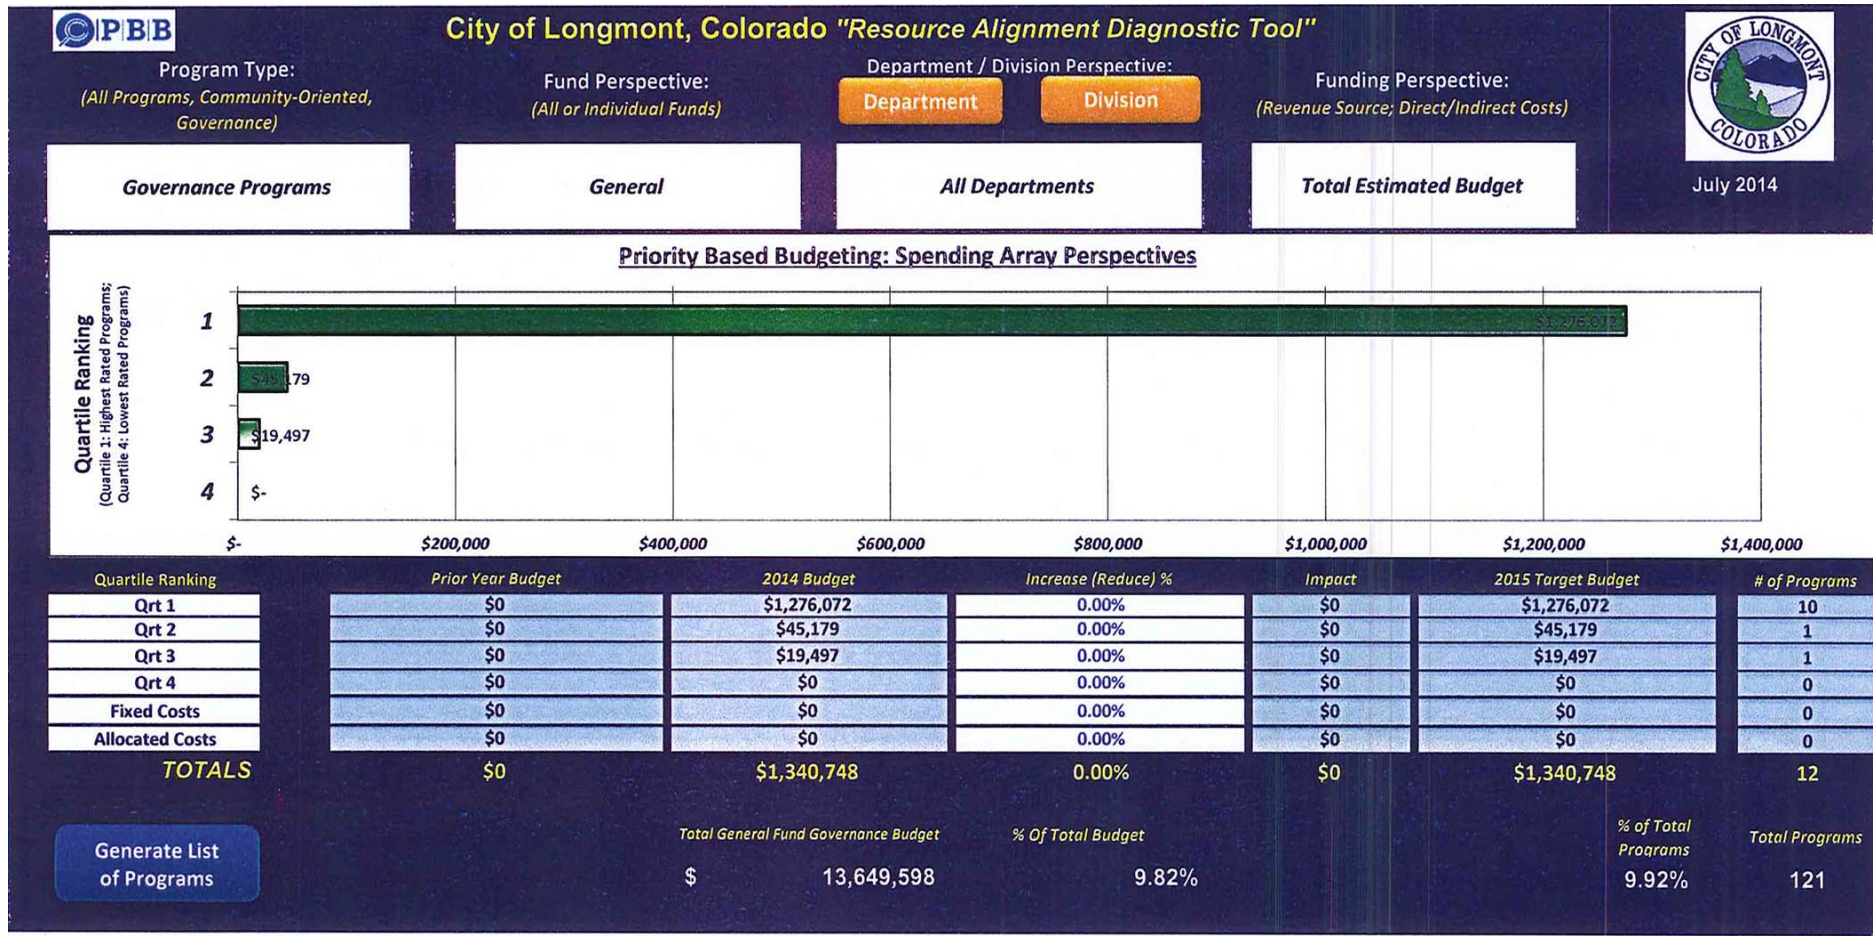 PBB
City of Longmont, Colorado "Resource Alignment Diagnostic Tool"
CITY OF LONGMONT
COLORADO
Program Type:
(All Programs, Community-Oriented,
Governance)
Fund Perspective:
(All or Individual Funds)
Department / Division Perspective:
Department Division
Funding Perspective:
(Revenue Source; Direct/Indirect Costs)
Governance Programs General All Departments Total Estimated Budget July 2014
Priority Based Budgeting: Spending Array Perspectives
Quartile Ranking
(Quartile 1: Highest Rated Programs;
Quartile 4: Lowest Rated Programs)
1 $1,276,072
2 $45,179
3 $19,497
4 $-
$- $200,000 $400,000 $600,000 $800,000 $1,000,000 $1,200,000 $1,400,000
Quartile Ranking Prior Year Budget 2014 Budget Increase (Reduce) % Impact 2015 Target Budget # of Programs
Qrt 1 $0 $1,276,072 0.00% $0 $1,276,072 10
Qrt 2 $0 $45,179 0.00% $0 $45,179 1
Qrt 3 $0 $19,497 0.00% $0 $19,497 1
Qrt 4 $0 $0 0.00% $0 $0 0
Fixed Costs $0 $0 0.00% $0 $0 0
Allocated Costs $0 $0 0.00% $0 $0 0
TOTALS $0 $1,340,748 0.00% $0 $1,340,748 12
Generate List
of Programs
Total General Fund Governance Budget % Of Total Budget
$ 13,649,598 9.82%
% of Total
Programs
9.92%
Total Programs
121